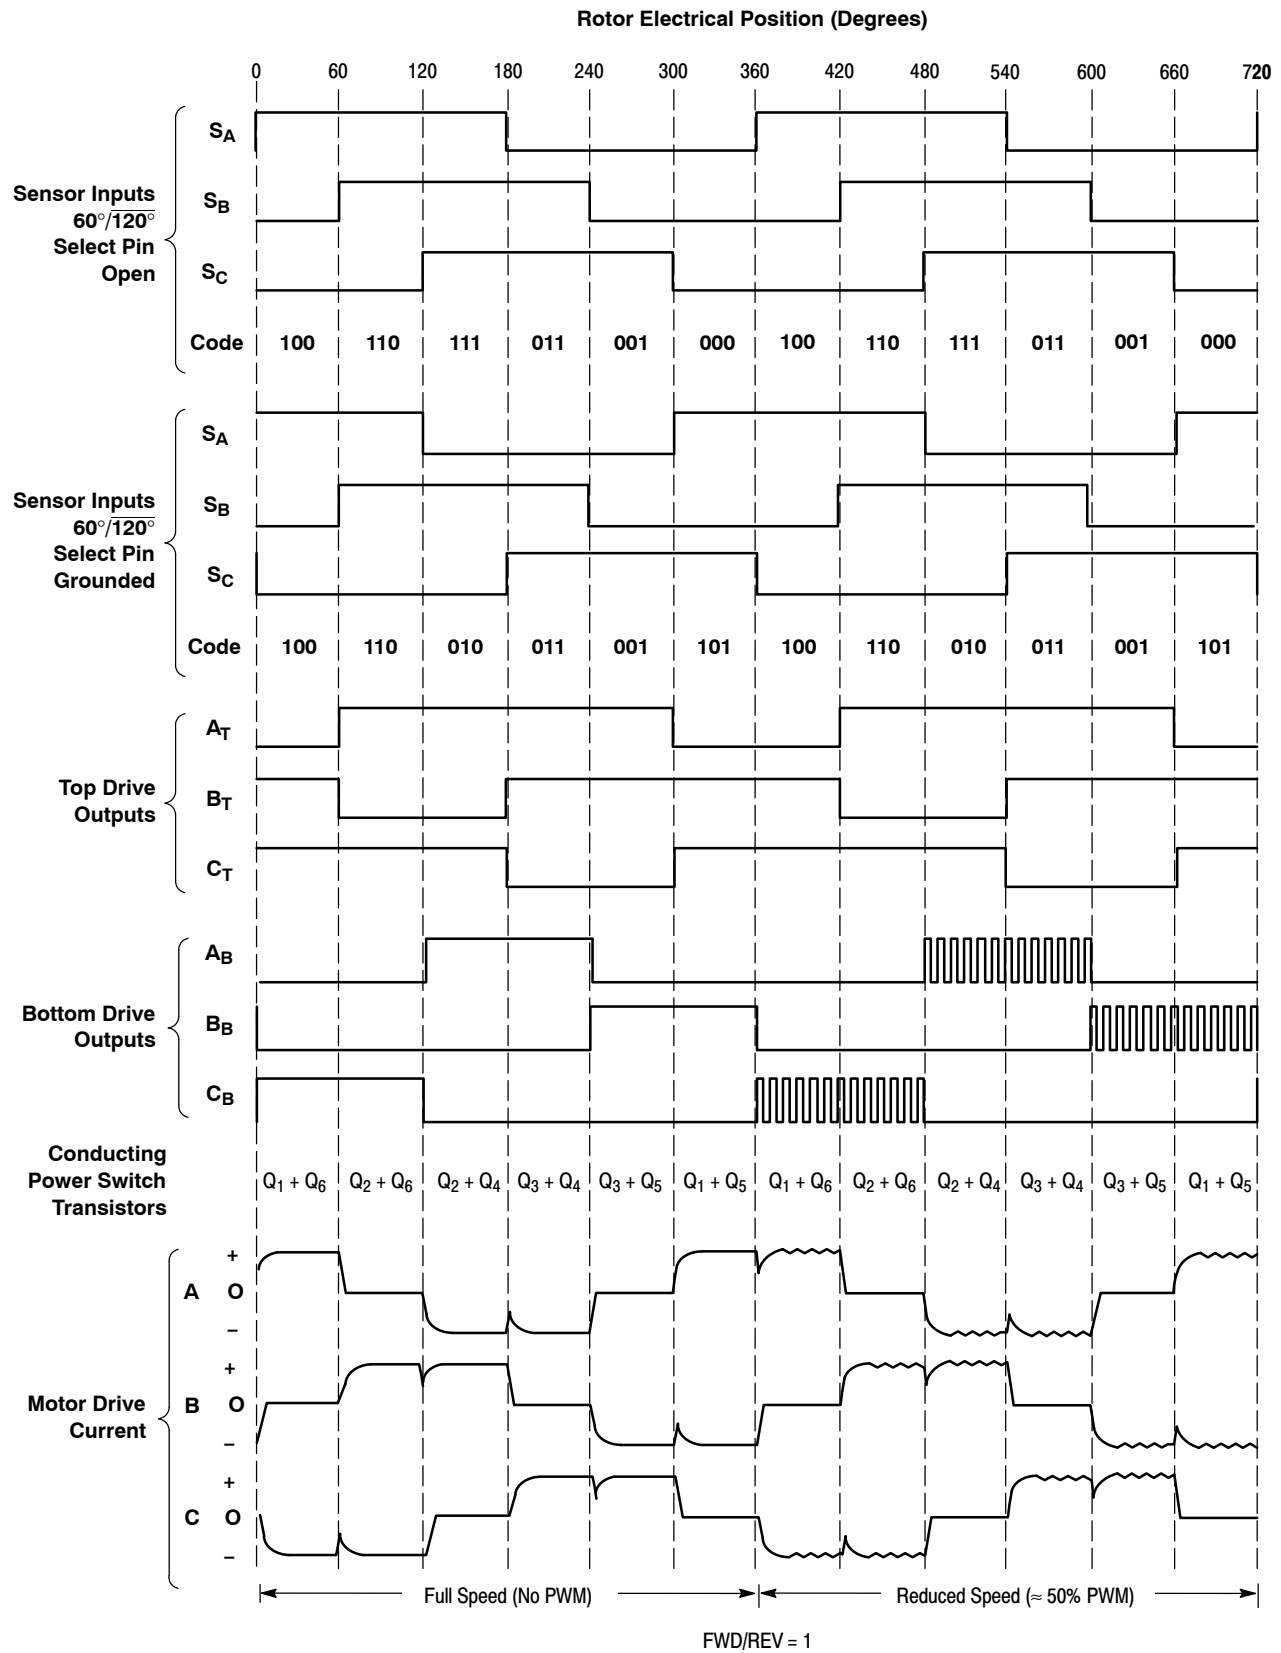 Rotor Electrical Position (Degrees)
0 60 120 180 240 300 360 420 480 540 600 660 720
Sensor Inputs
60°/120°
Select Pin
Open
SA
SB
SC
Code 100 110 111 011 001 000 100 110 111 011 001 000
Sensor Inputs
60°/120°
Select Pin
Grounded
SA
SB
SC
Code 100 110 010 011 001 101 100 110 010 011 001 101
Top Drive
Outputs
AT
BT
CT
Bottom Drive
Outputs
AB
BB
CB
Conducting
Power Switch
Transistors
Q1 + Q6 Q2 + Q6 Q2 + Q4 Q3 + Q4 Q3 + Q5 Q1 + Q5 Q1 + Q6 Q2 + Q6 Q2 + Q4 Q3 + Q4 Q3 + Q5 Q1 + Q5
Motor Drive
Current
+
A O
–
+
B O
–
+
C O
–
Full Speed (No PWM) Reduced Speed (≈ 50% PWM)
FWD/REV = 1